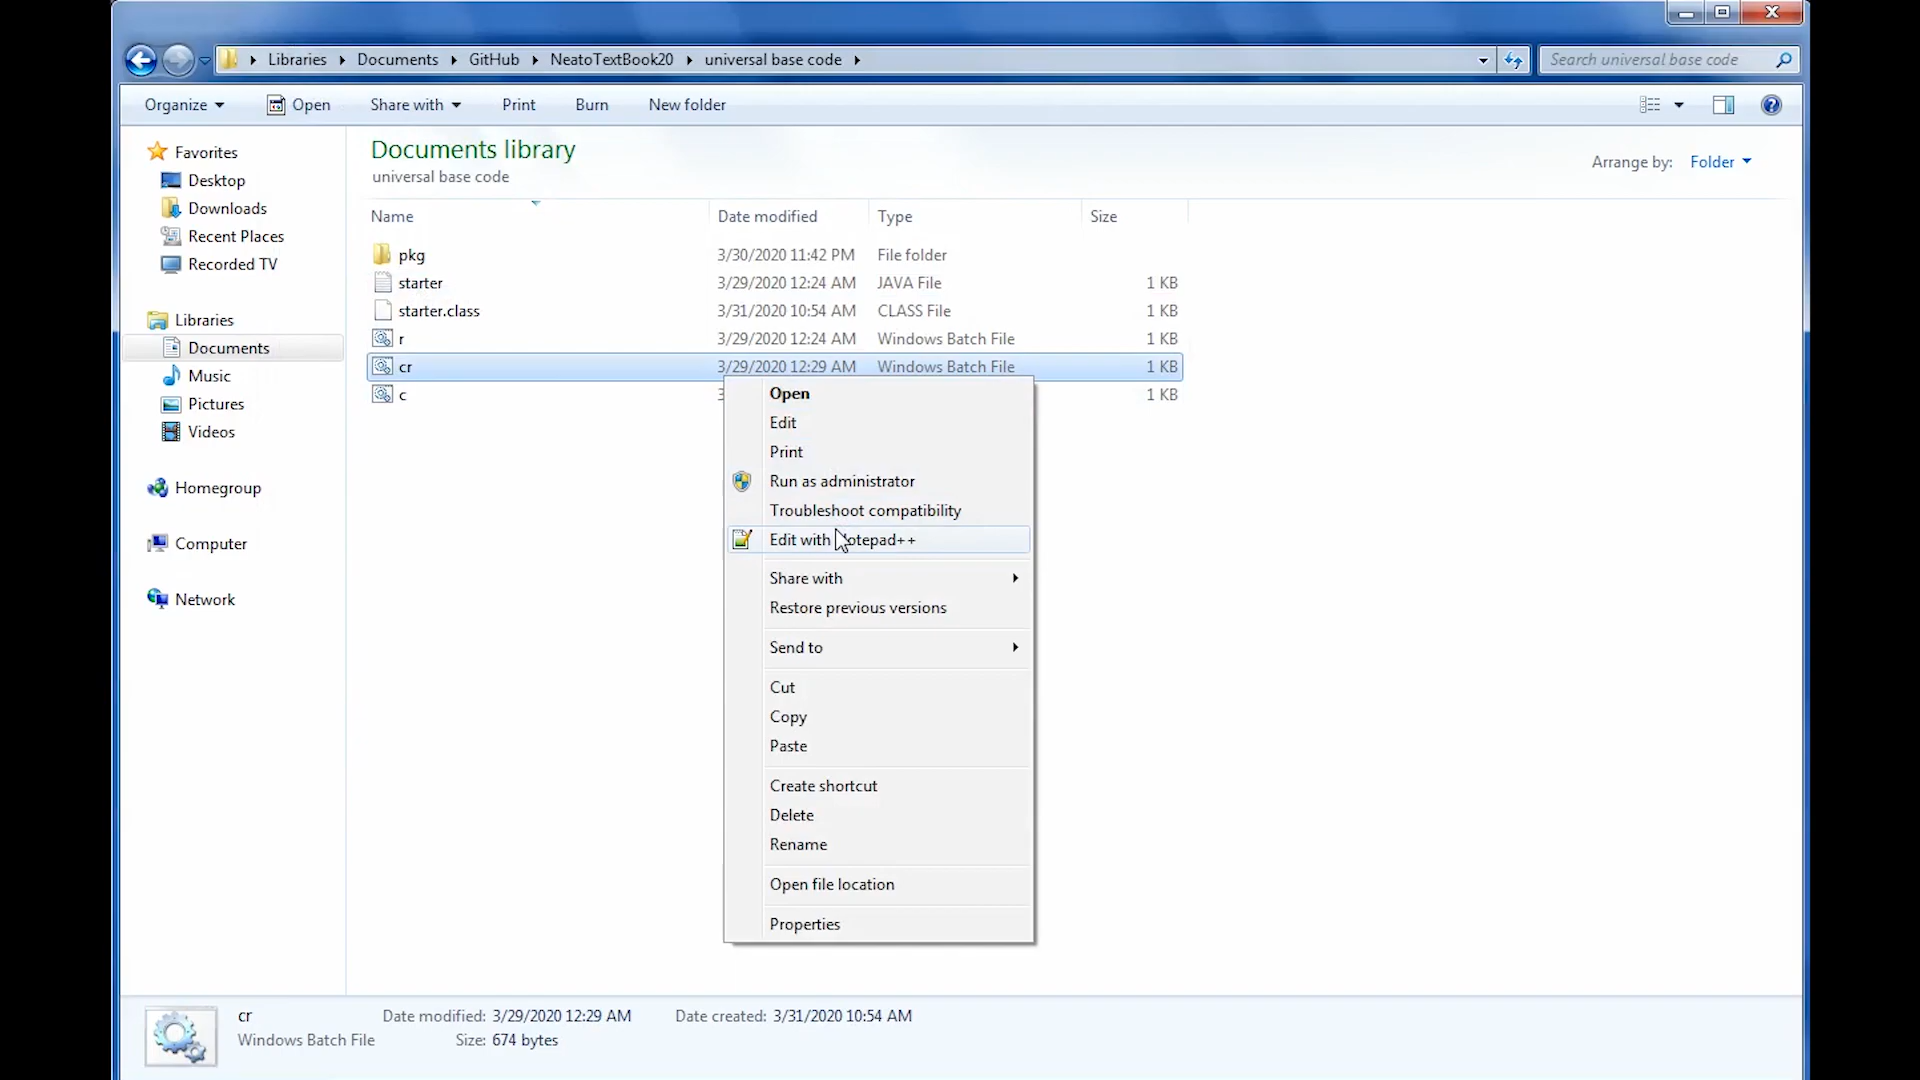 Libraries Documents GitHub NeatoTextBook20 universal base code
Search universal base code
Organize Open Share with Print Burn New folder
Documents library
universal base code
Arrange by: Folder
Favorites
Desktop
Downloads
Recent Places
Recorded TV
Libraries
Documents
Music
Pictures
Videos
Homegroup
Computer
Network
Name Date modified Type Size
pkg 3/30/2020 11:42 PM File folder
starter 3/29/2020 12:24 AM JAVA File 1 KB
starter.class 3/31/2020 10:54 AM CLASS File 1 KB
r 3/29/2020 12:24 AM Windows Batch File 1 KB
cr 3/29/2020 12:29 AM Windows Batch File 1 KB
c 1 KB
Open
Edit
Print
Run as administrator
Troubleshoot compatibility
Edit with Notepad++
Share with
Restore previous versions
Send to
Cut
Copy
Paste
Create shortcut
Delete
Rename
Open file location
Properties
cr Date modified: 3/29/2020 12:29 AM Date created: 3/31/2020 10:54 AM
Windows Batch File Size: 674 bytes